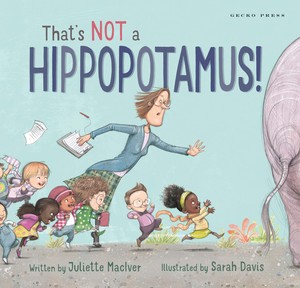 GECKO PRESS
That's NOT a
HIPPOPOTAMUS!
Written by Juliette MacIver Illustrated by Sarah Davis